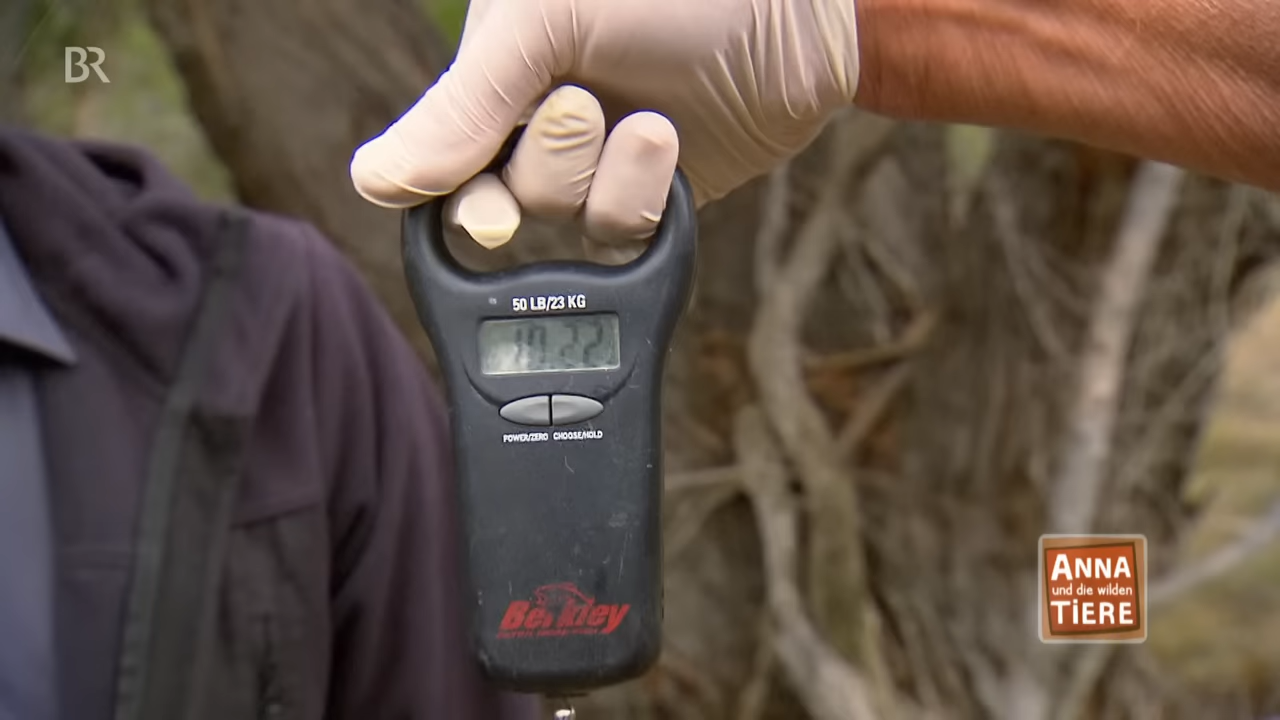 BR
50 LB/23 KG
10.22
POWER/ZERO CHOOSE/HOLD
Berkley
ANNA
und die wilden
TiERE